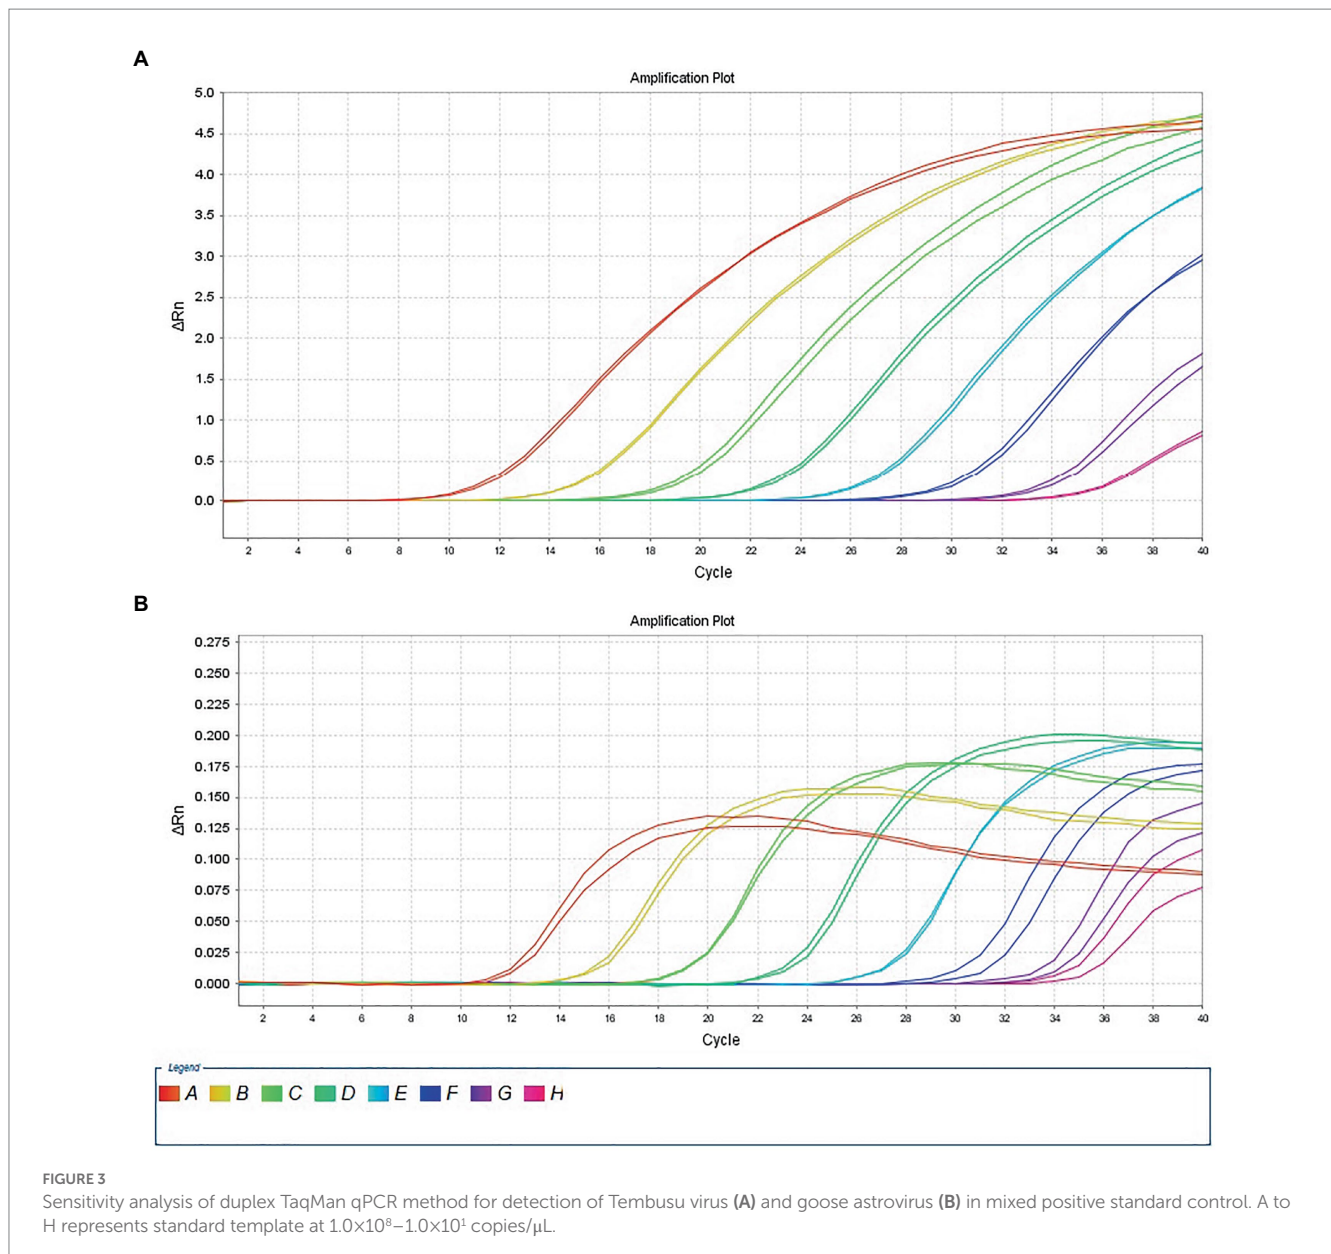 A
Amplification Plot
5.0
4.5
4.0
3.5
3.0
2.5
2.0
1.5
1.0
0.5
0.0
ΔRn
2 4 6 8 10 12 14 16 18 20 22 24 26 28 30 32 34 36 38 40
Cycle
B
Amplification Plot
0.275
0.250
0.225
0.200
0.175
0.150
0.125
0.100
0.075
0.050
0.025
0.000
ΔRn
2 4 6 8 10 12 14 16 18 20 22 24 26 28 30 32 34 36 38 40
Cycle
Legend
A B C D E F G H
FIGURE 3
Sensitivity analysis of duplex TaqMan qPCR method for detection of Tembusu virus (A) and goose astrovirus (B) in mixed positive standard control. A to
H represents standard template at 1.0×10⁸–1.0×10¹ copies/μL.